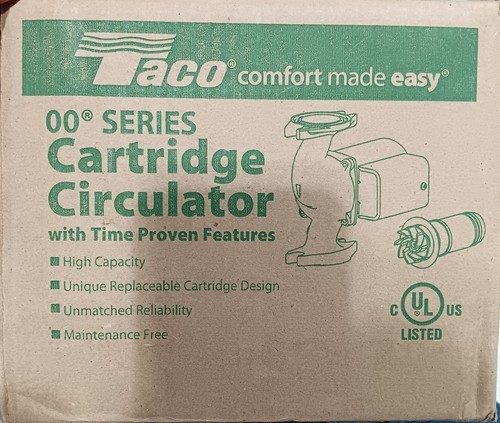 Taco® comfort made easy®
00® SERIES
Cartridge
Circulator
with Time Proven Features
High Capacity
Unique Replaceable Cartridge Design
Unmatched Reliability
Maintenance Free
C UL® US
LISTED